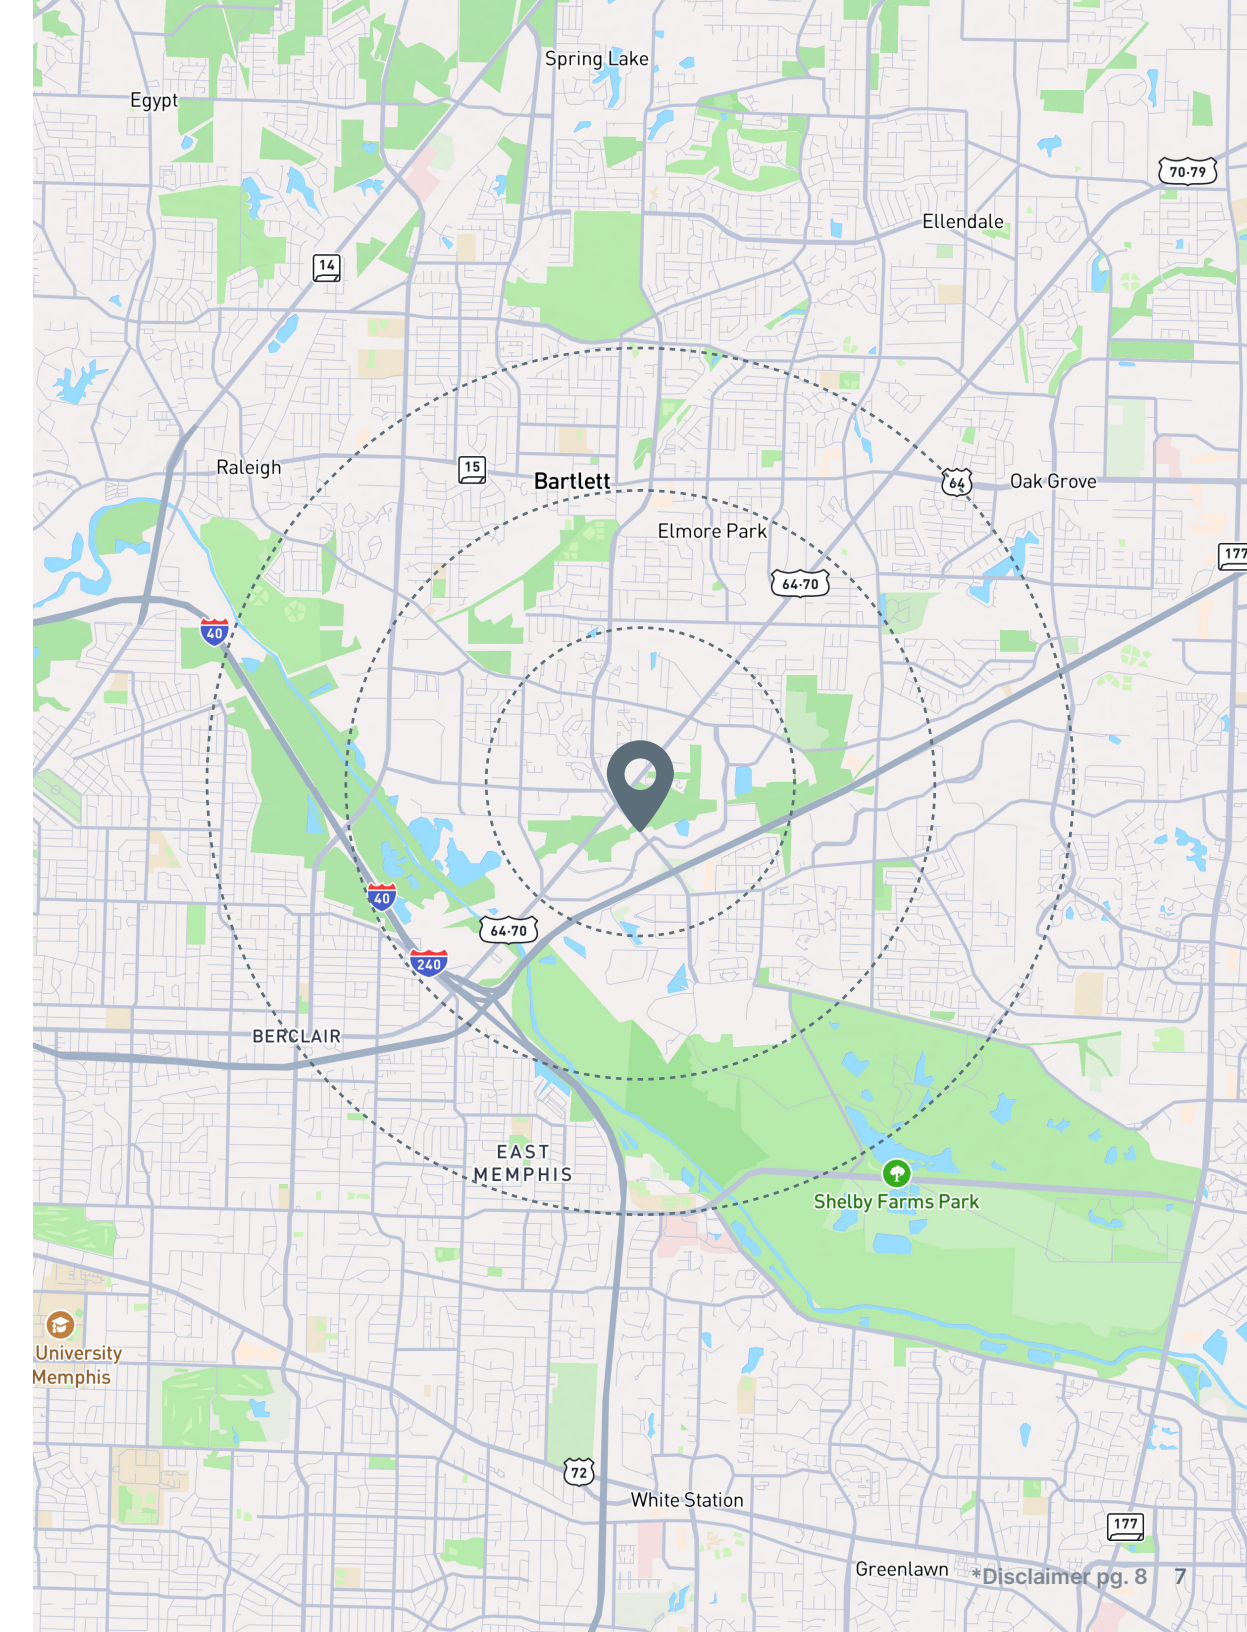 Spring Lake
Egypt
70·79
Ellendale
14
Raleigh
15
Bartlett
64
Oak Grove
Elmore Park
177
64·70
40
40
64·70
240
BERCLAIR
EAST
MEMPHIS
Shelby Farms Park
University
Memphis
72
White Station
177
Greenlawn
*Disclaimer pg. 8 7